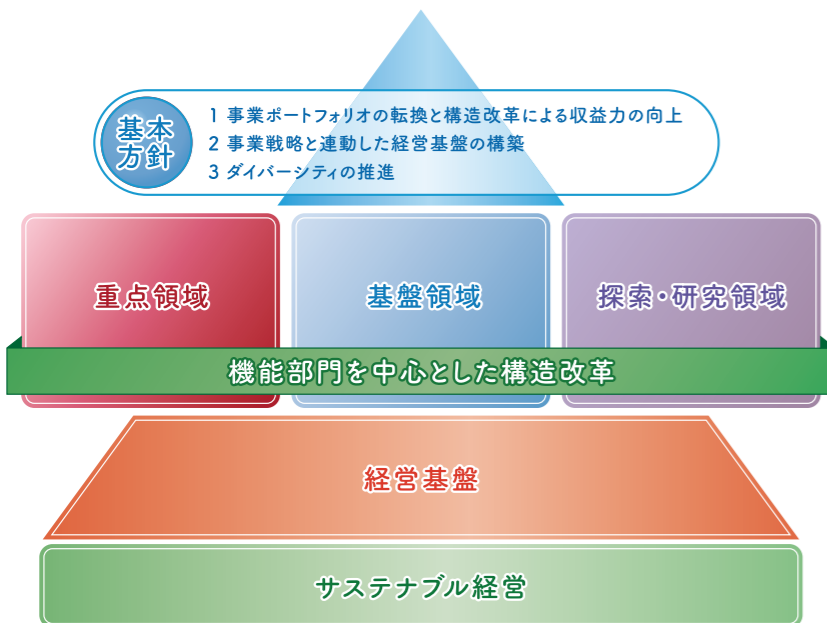 基本
方針
1 事業ポートフォリオの転換と構造改革による収益力の向上
2 事業戦略と連動した経営基盤の構築
3 ダイバーシティの推進
重点領域
基盤領域
探索・研究領域
機能部門を中心とした構造改革
経営基盤
サステナブル経営